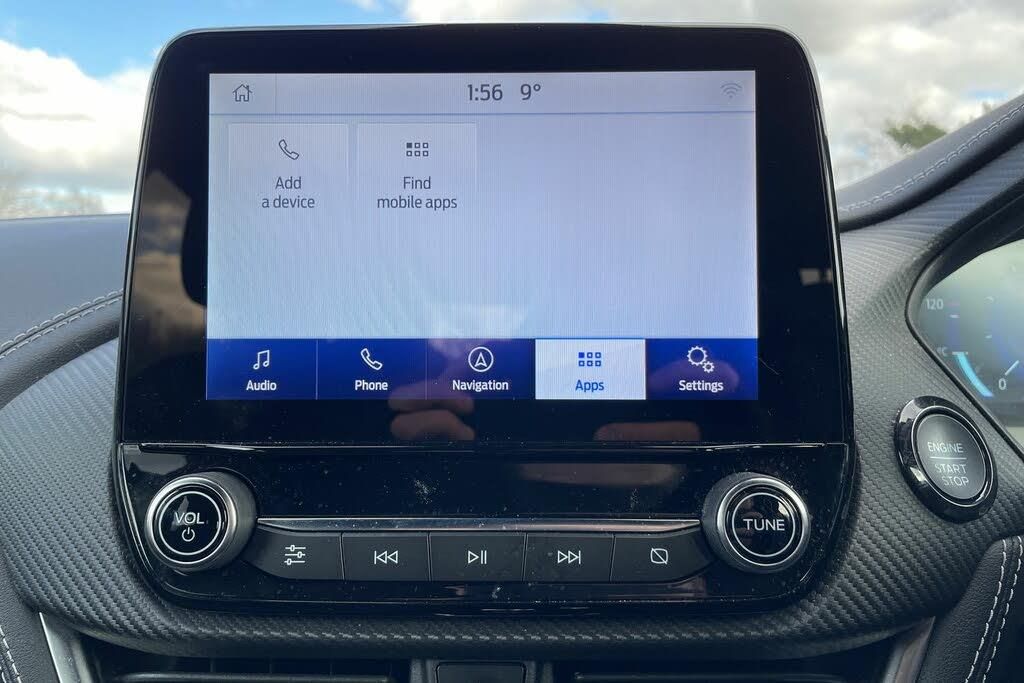 1:56 9°
Add
a device
Find
mobile apps
Audio
Phone
Navigation
Apps
Settings
VOL
TUNE
ENGINE
START
STOP
120
°C
0